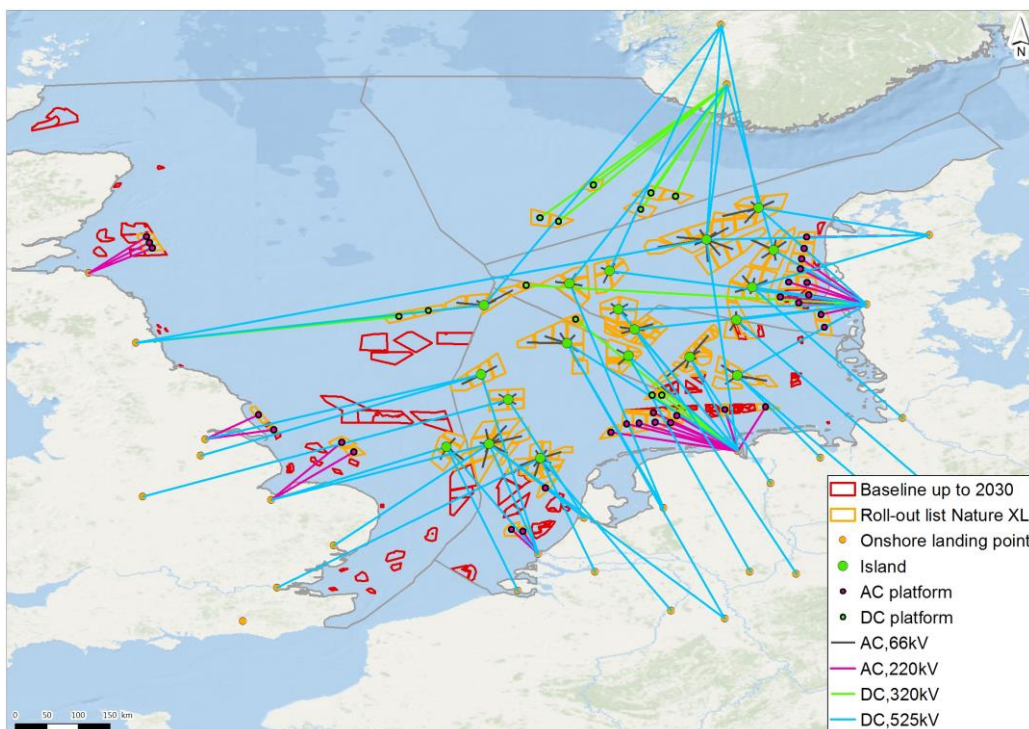 N
Baseline up to 2030
Roll-out list Nature XL
Onshore landing point
Island
AC platform
DC platform
AC,66kV
AC,220kV
DC,320kV
DC,525kV
0 50 100 150 km